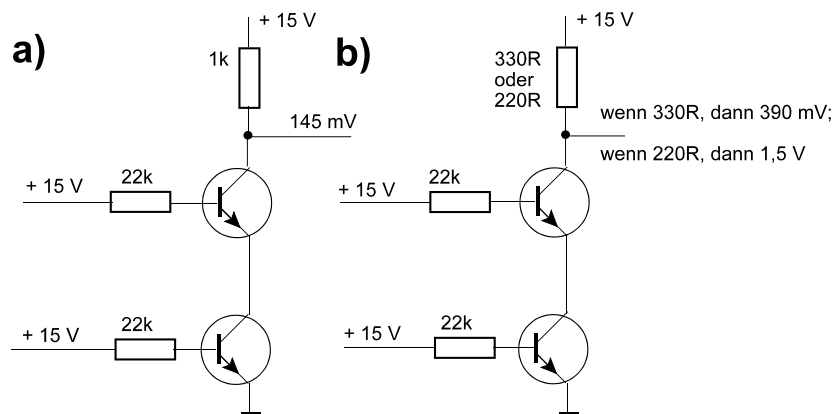 a)
+ 15 V
1k
145 mV
22k
+ 15 V
22k
+ 15 V
b)
+ 15 V
330R
oder
220R
wenn 330R, dann 390 mV;
wenn 220R, dann 1,5 V
22k
+ 15 V
22k
+ 15 V